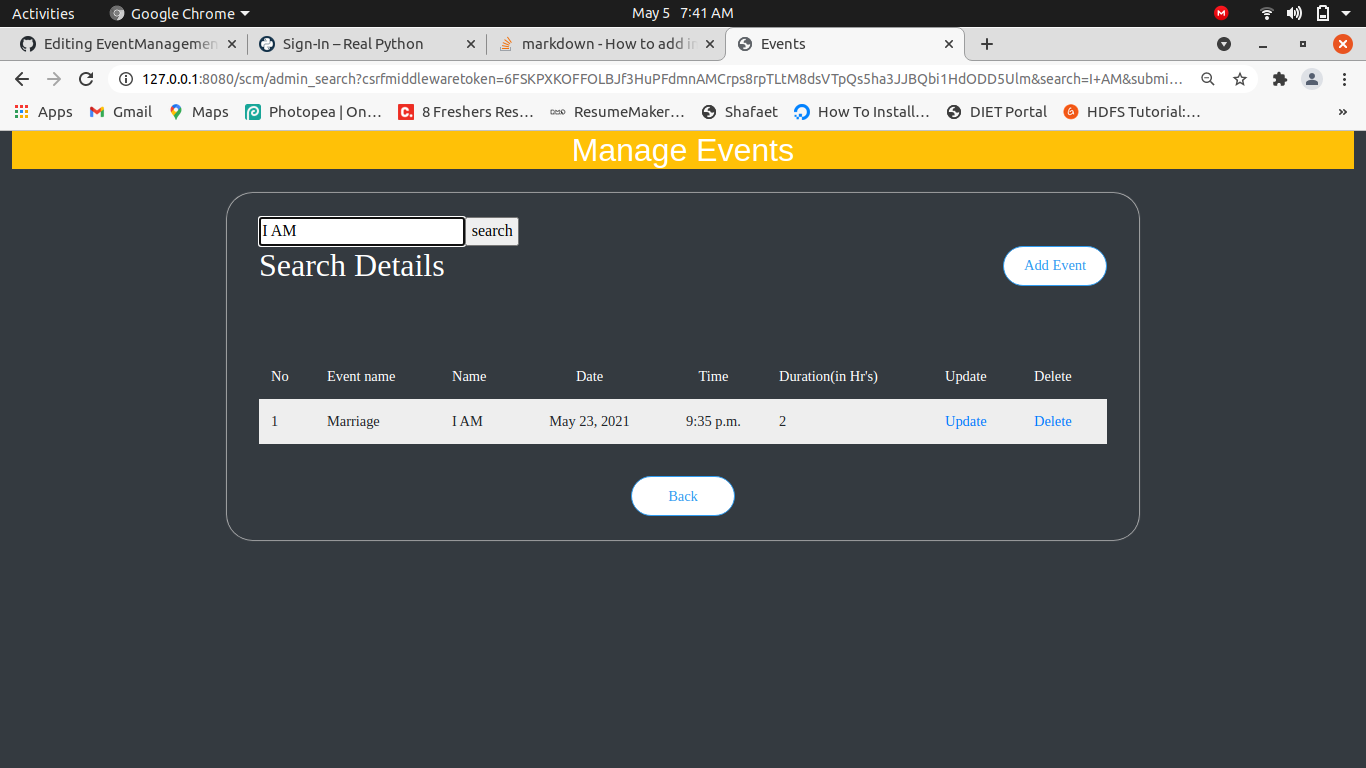 Activities Google Chrome May 5 7:41 AM
Editing EventManagemen Sign-In – Real Python markdown - How to add in Events
127.0.0.1:8080/scm/admin_search?csrfmiddlewaretoken=6FSKPXKOFFOLBJf3HuPFdmnAMCrps8rpTLtM8dsVTpQs5ha3JJBQbi1HdODD5Ulm&search=I+AM&submi...
Apps Gmail Maps Photopea | On... 8 Freshers Res... ResumeMaker... Shafaet How To Install... DIET Portal HDFS Tutorial:... »
Manage Events
I AM search
Search Details Add Event
No Event name Name Date Time Duration(in Hr's) Update Delete
1 Marriage I AM May 23, 2021 9:35 p.m. 2 Update Delete
Back